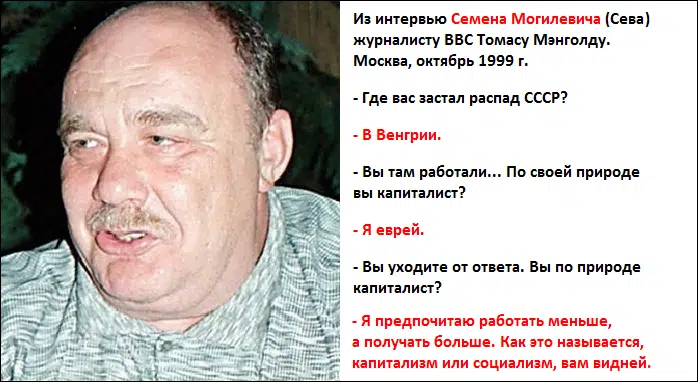 Из интервью Семена Могилевича (Сева)
журналисту ВВС Томасу Мэнголду.
Москва, октябрь 1999 г.
- Где вас застал распад СССР?
- В Венгрии.
- Вы там работали... По своей природе
вы капиталист?
- Я еврей.
- Вы уходите от ответа. Вы по природе
капиталист?
- Я предпочитаю работать меньше,
а получать больше. Как это называется,
капитализм или социализм, вам видней.